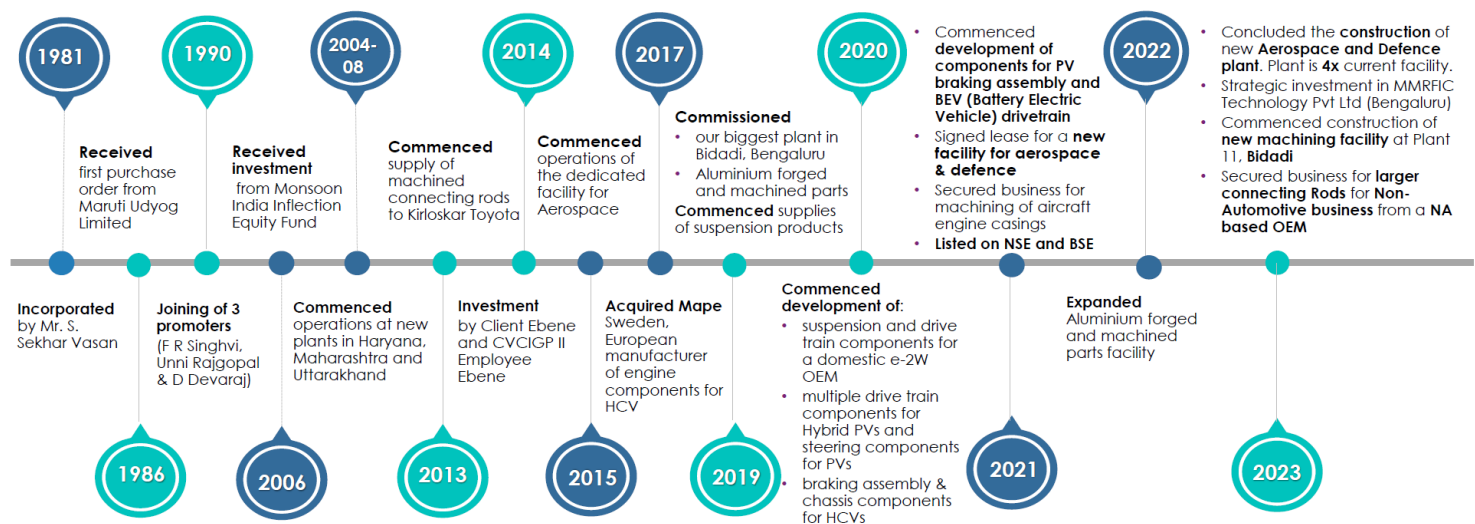 1981
1990
2004-
08
2014
2017
2020
2022
Received
first purchase
order from
Maruti Udyog
Limited
Received
investment
from Monsoon
India Inflection
Equity Fund
Commenced
supply of
machined
connecting rods
to Kirloskar Toyota
Commenced
operations of
the dedicated
facility for
Aerospace
Commissioned
• our biggest plant in
Bidadi, Bengaluru
• Aluminium forged
and machined parts
Commenced supplies
of suspension products
• Commenced
development of
components for PV
braking assembly and
BEV (Battery Electric
Vehicle) drivetrain
• Signed lease for a new
facility for aerospace
& defence
• Secured business for
machining of aircraft
engine casings
• Listed on NSE and BSE
• Concluded the construction of
new Aerospace and Defence
plant. Plant is 4x current facility.
• Strategic investment in MMRFIC
Technology Pvt Ltd (Bengaluru)
• Commenced construction of
new machining facility at Plant
11, Bidadi
• Secured business for larger
connecting Rods for Non-
Automotive business from a NA
based OEM
Incorporated
by Mr. S.
Sekhar Vasan
Joining of 3
promoters
(F R Singhvi,
Unni Rajgopal
& D Devaraj)
Commenced
operations at new
plants in Haryana,
Maharashtra and
Uttarakhand
Investment
by Client Ebene
and CVCIGP II
Employee
Ebene
Acquired Mape
Sweden,
European
manufacturer
of engine
components for
HCV
Commenced
development of:
• suspension and drive
train components for
a domestic e-2W
OEM
• multiple drive train
components for
Hybrid PVs and
steering components
for PVs
• braking assembly &
chassis components
for HCVs
Expanded
Aluminium forged
and machined
parts facility
1986
2006
2013
2015
2019
2021
2023